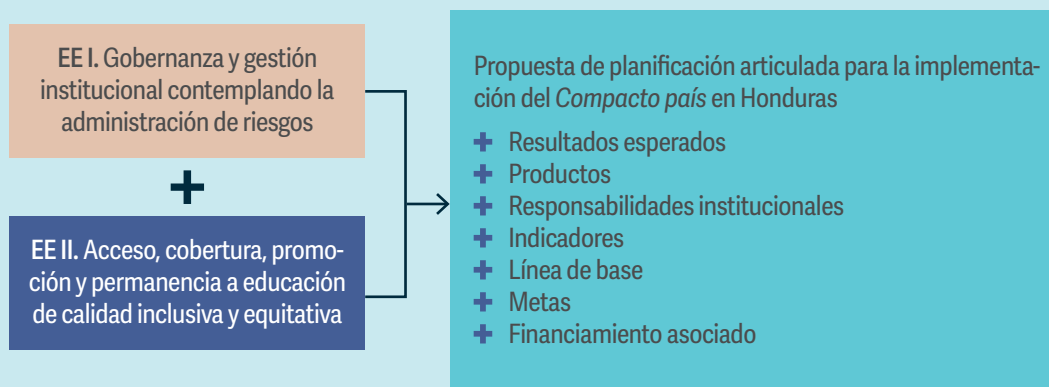 EE I. Gobernanza y gestión
institucional contemplando la
administración de riesgos
+
EE II. Acceso, cobertura, promo-
ción y permanencia a educación
de calidad inclusiva y equitativa
Propuesta de planificación articulada para la implementa-
ción del Compacto país en Honduras
+ Resultados esperados
+ Productos
+ Responsabilidades institucionales
+ Indicadores
+ Línea de base
+ Metas
+ Financiamiento asociado